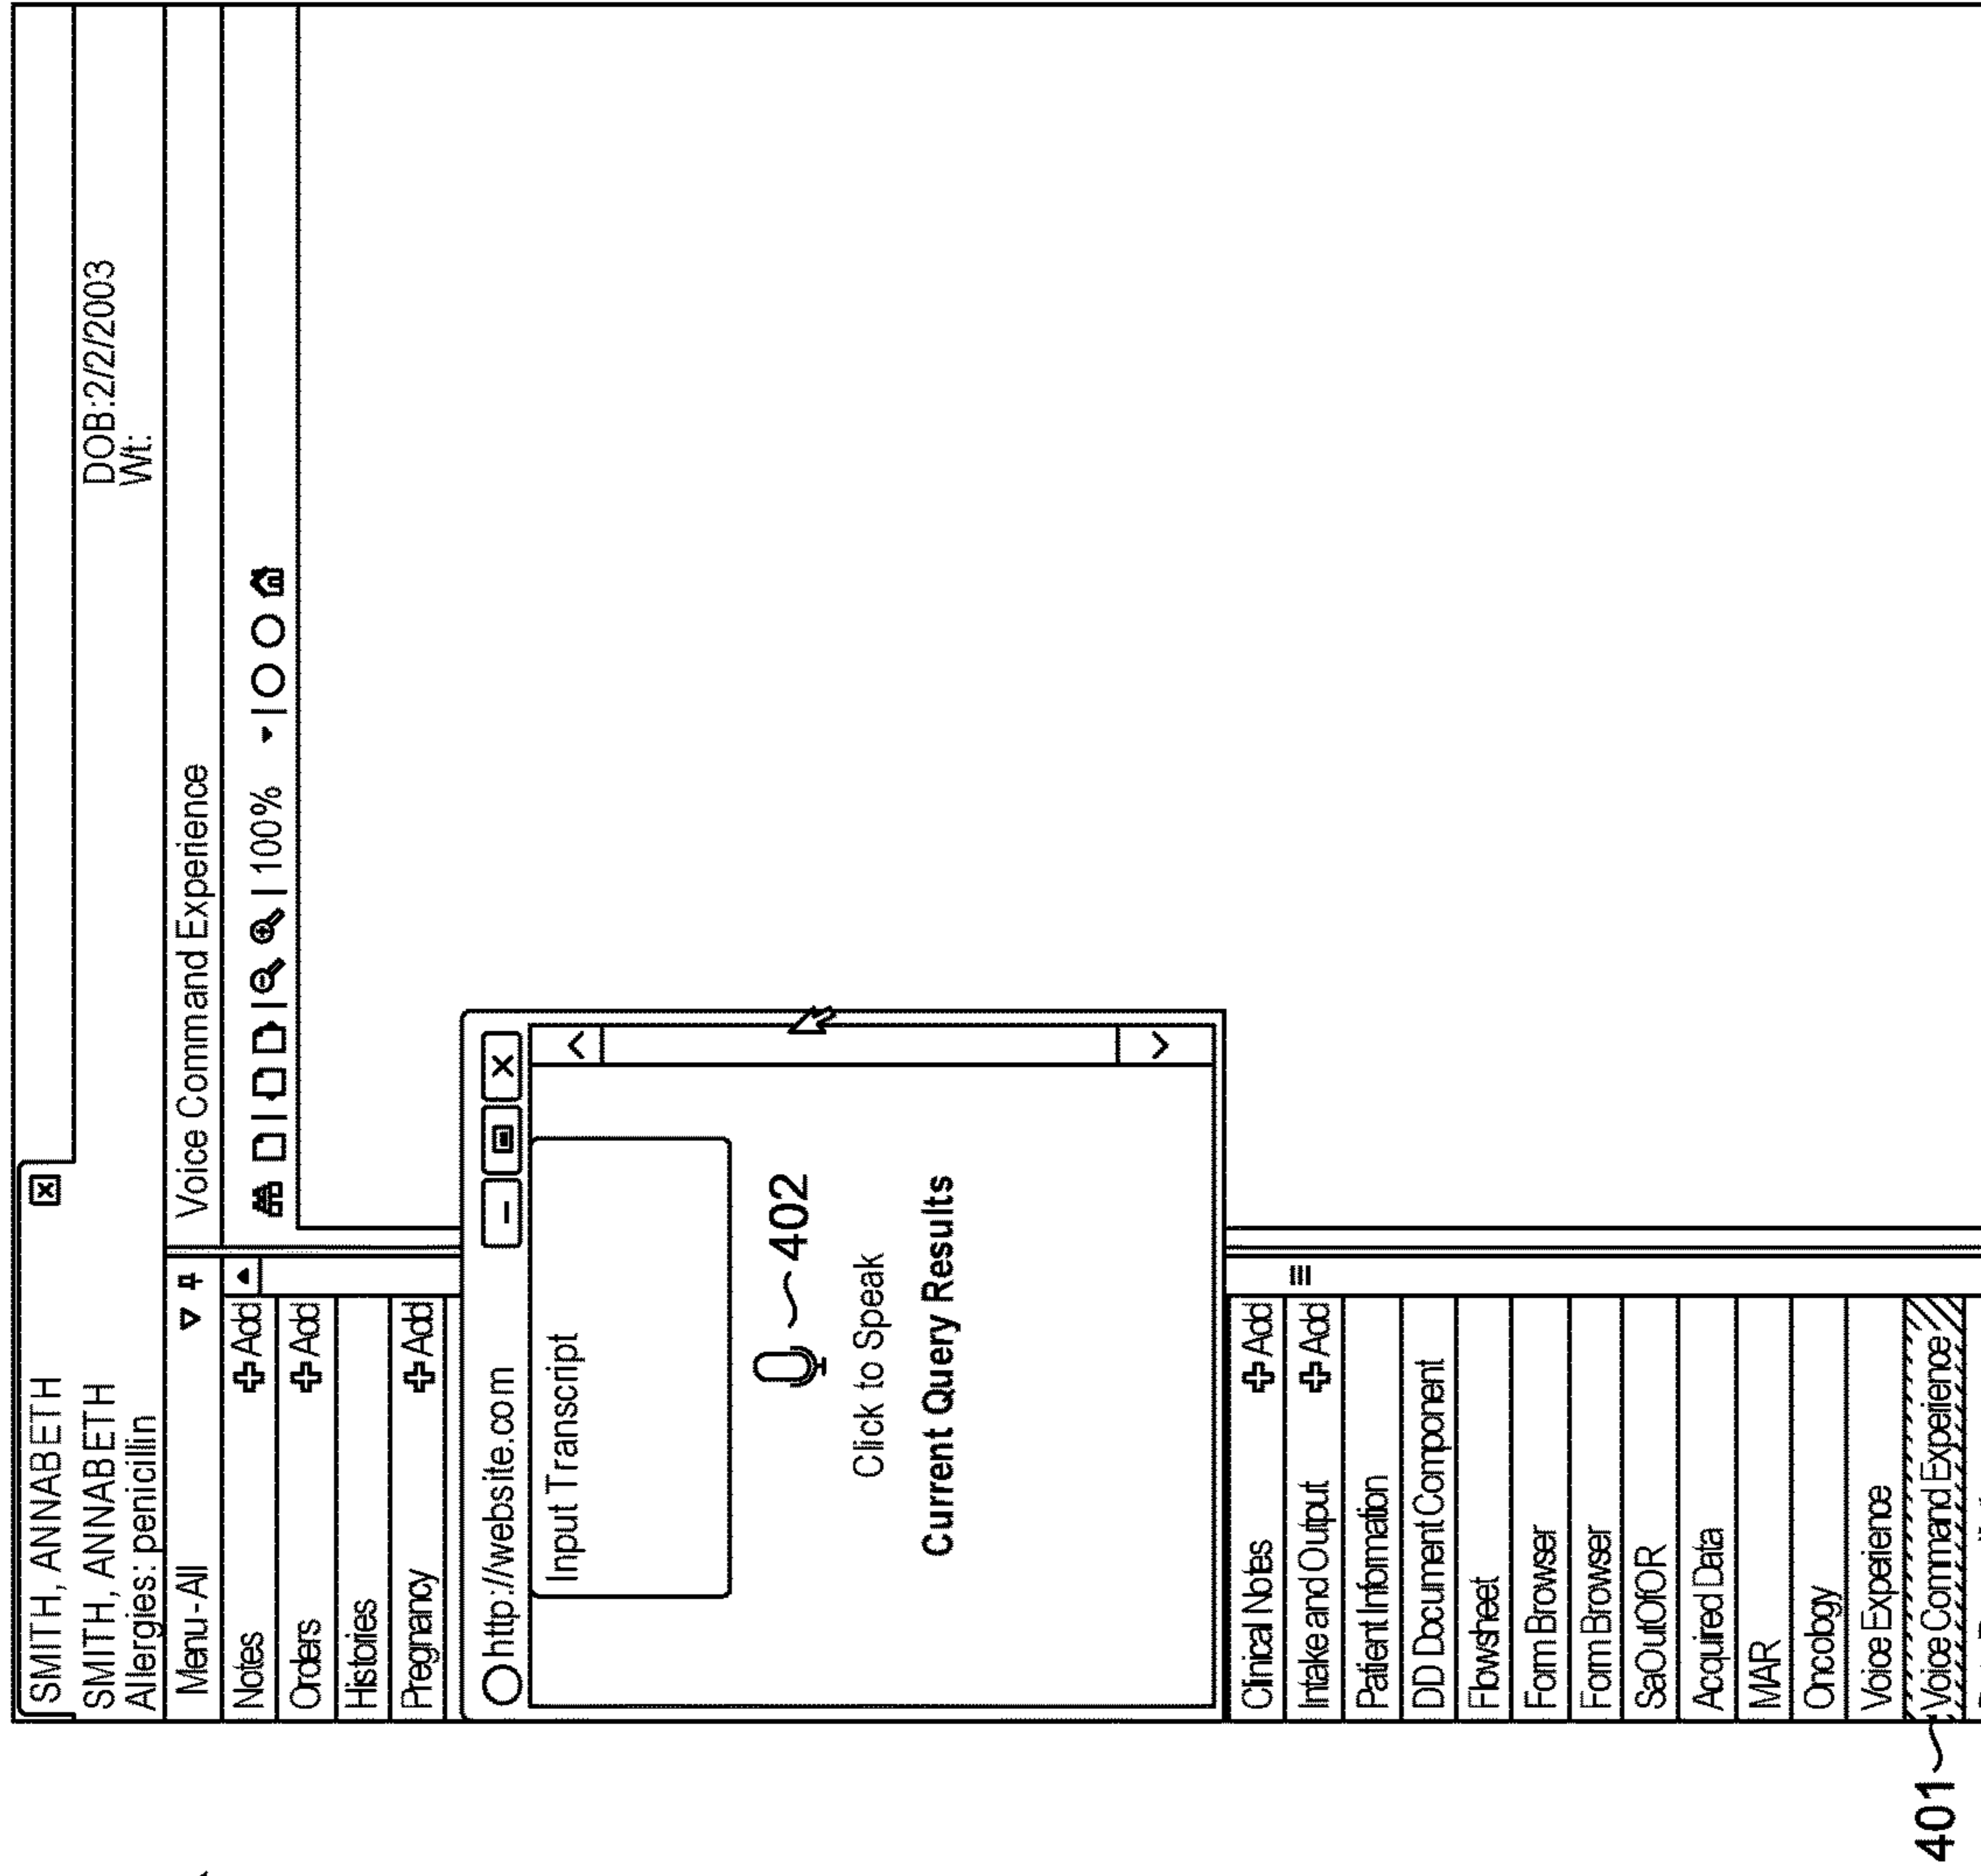 SMITH, ANNABETH
SMITH, ANNABETH
DOB:2/2/2003
Allergies: penicillin
Wt:
Menu-All
Voice Command Experience
Notes
Add
100%
Orders
Add
Histories
Pregnancy
Add
http://website.com
Input Transcript
402
Click to Speak
Current Query Results
Clinical Notes
Add
Intake and Output
Add
Patient Information
DD Document Component
Flowsheet
Form Browser
Form Browser
SaOutOfOR
Acquired Data
MAR
Oncology
Voice Experience
401
Voice Command Experience